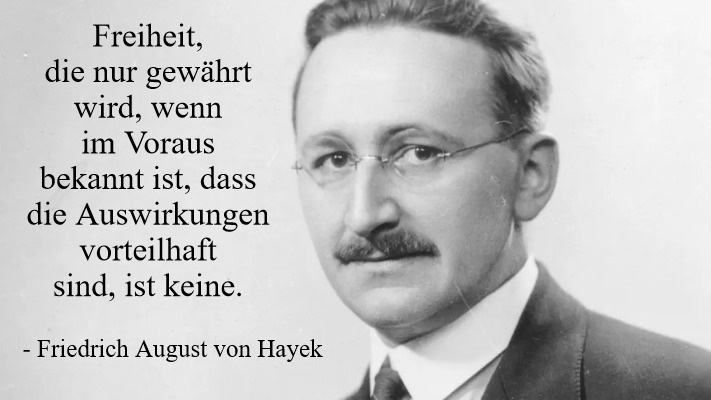 Freiheit,
die nur gewährt
wird, wenn
im Voraus
bekannt ist, dass
die Auswirkungen
vorteilhaft
sind, ist keine.
- Friedrich August von Hayek